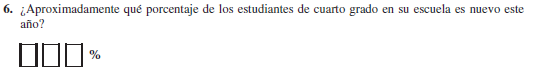 6. ¿Aproximadamente qué porcentaje de los estudiantes de cuarto grado en su escuela es nuevo este
año?
%